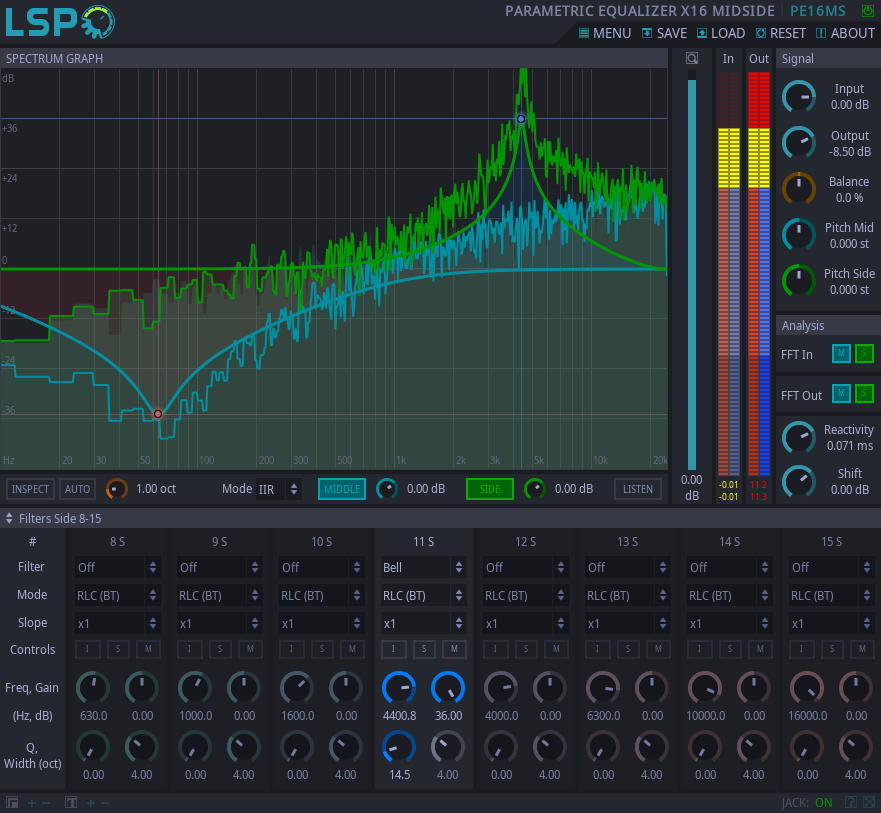 LSP
PARAMETRIC EQUALIZER X16 MIDSIDE PE16MS
MENU SAVE LOAD RESET ABOUT
SPECTRUM GRAPH
dB
+36
+24
+12
0
-12
-24
-36
Hz 20 30 50 100 200 300 500 1k 2k 3k 5k 10k 20k
INSPECT AUTO 1.00 oct Mode IIR MIDDLE 0.00 dB SIDE 0.00 dB LISTEN
0.00
dB
In Out
-0.01 11.2
-0.01 11.3
Signal
Input
0.00 dB
Output
-8.50 dB
Balance
0.0 %
Pitch Mid
0.000 st
Pitch Side
0.000 st
Analysis
FFT In M S
FFT Out M S
Reactivity
0.071 ms
Shift
0.00 dB
Filters Side 8-15
# 8 S 9 S 10 S 11 S 12 S 13 S 14 S 15 S
Filter Off Off Off Bell Off Off Off Off
Mode RLC (BT) RLC (BT) RLC (BT) RLC (BT) RLC (BT) RLC (BT) RLC (BT) RLC (BT)
Slope x1 x1 x1 x1 x1 x1 x1 x1
Controls I S M I S M I S M I S M I S M I S M I S M I S M
Freq, Gain
(Hz, dB) 630.0 0.00 1000.0 0.00 1600.0 0.00 4400.8 36.00 4000.0 0.00 6300.0 0.00 10000.0 0.00 16000.0 0.00
Q,
Width (oct)
0.00 4.00 0.00 4.00 0.00 4.00 14.5 4.00 0.00 4.00 0.00 4.00 0.00 4.00 0.00 4.00
+ − T + − JACK: ON ?